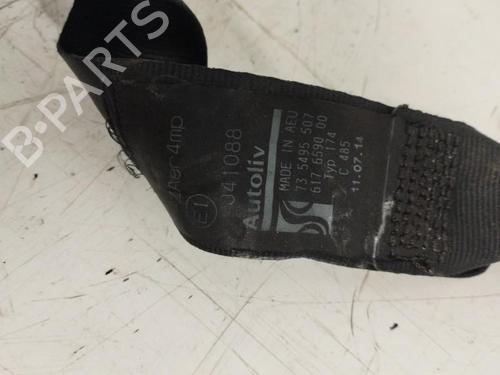 2Aer4mp
E1
041088
Autoliv
MADE IN AEU
73 5495 507
617 6590 00
Typ 174
C 485
11.07.14
B-PARTS